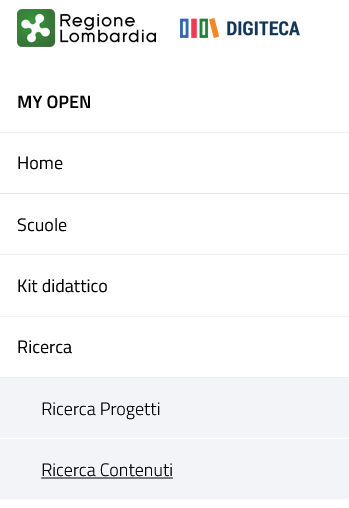 Regione
Lombardia
DIGITECA
MY OPEN
Home
Scuole
Kit didattico
Ricerca
Ricerca Progetti
Ricerca Contenuti